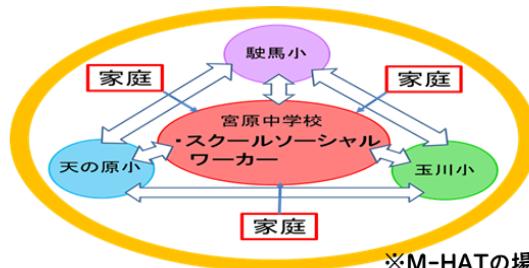 駛馬小
家庭
家庭
宮原中学校
・スクールソーシャル
ワーカー
天の原小
玉川小
家庭
※M-HATの場